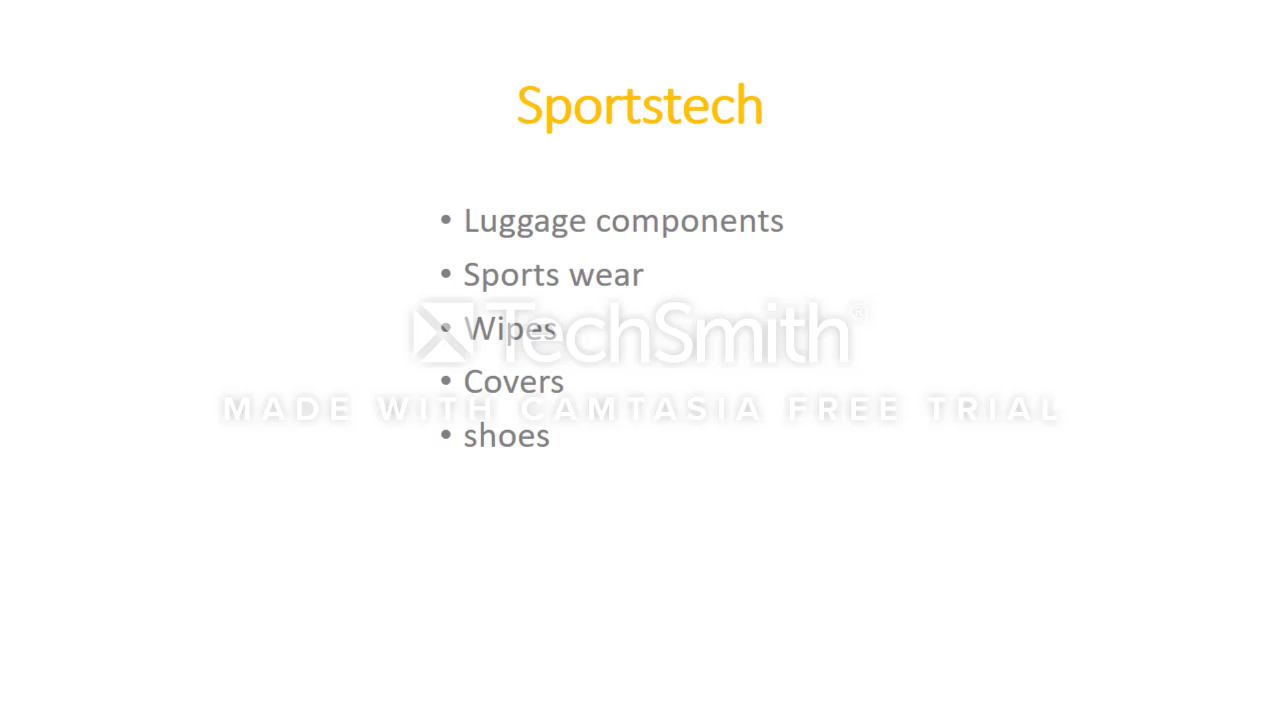 Sportstech
• Luggage components
• Sports wear
• Wipes
TechSmith®
• Covers
MADE WITH CAMTASIA FREE TRIAL
• shoes